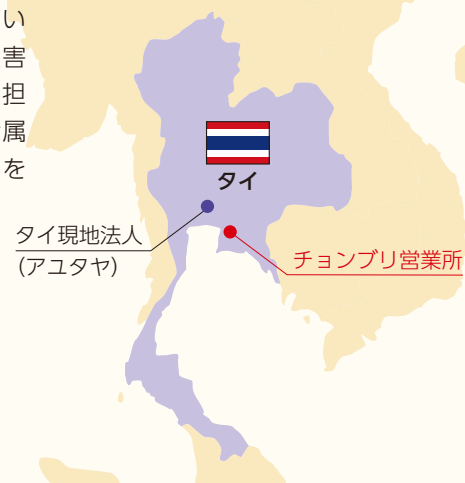 い
害
担
属
を
タイ
タイ現地法人
(アユタヤ)
チョンブリ営業所